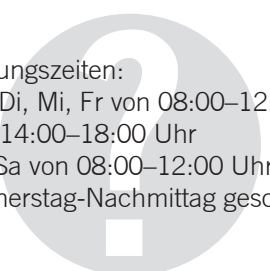 ungszeiten:
Di, Mi, Fr von 08:00–12
14:00–18:00 Uhr
Sa von 08:00–12:00 Uhr
nerstag-Nachmittag gesc